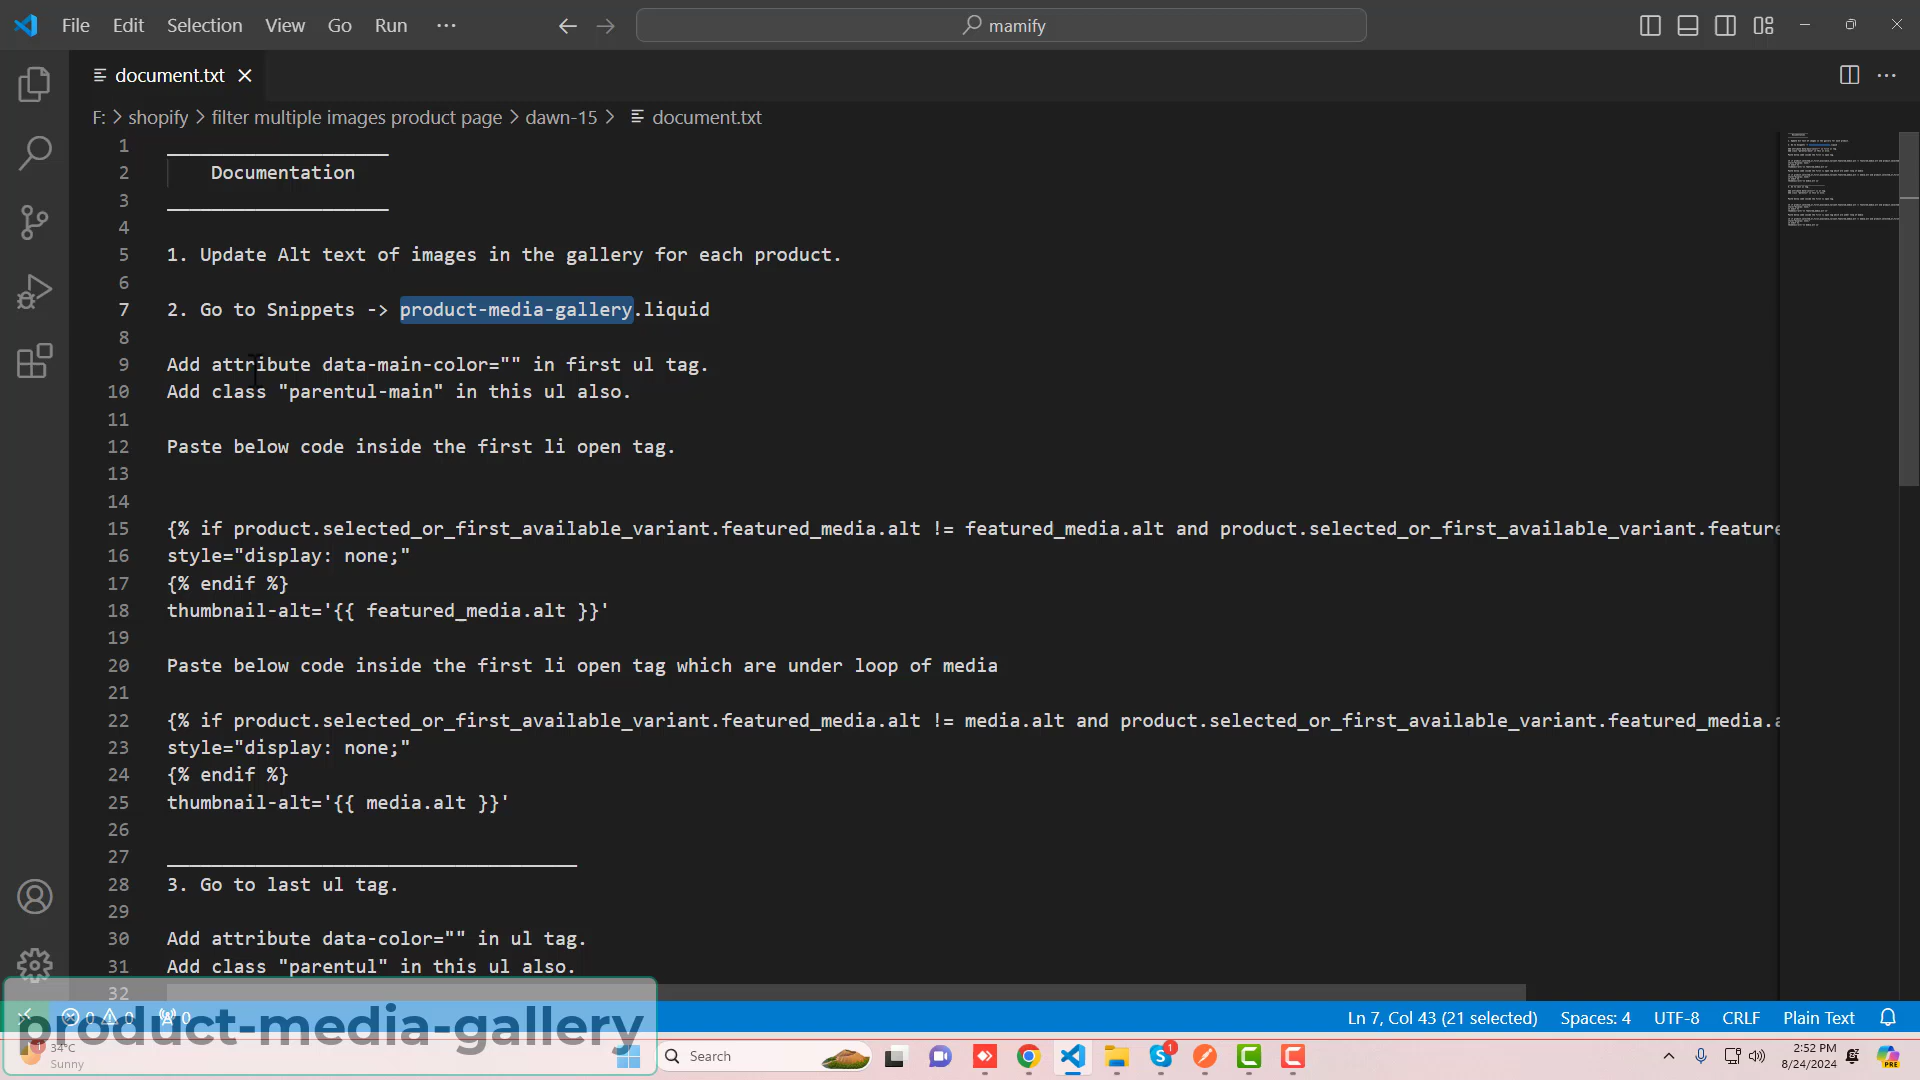 File Edit Selection View Go Run ··· mamify
document.txt
F: > shopify > filter multiple images product page > dawn-15 > document.txt
1 ____________________
2 Documentation
3 ____________________
4
5 1. Update Alt text of images in the gallery for each product.
6
7 2. Go to Snippets -> product-media-gallery.liquid
8
9 Add attribute data-main-color="" in first ul tag.
10 Add class "parentul-main" in this ul also.
11
12 Paste below code inside the first li open tag.
13
14
15 {% if product.selected_or_first_available_variant.featured_media.alt != featured_media.alt and product.selected_or_first_available_variant.feature
16 style="display: none;"
17 {% endif %}
18 thumbnail-alt='{{ featured_media.alt }}'
19
20 Paste below code inside the first li open tag which are under loop of media
21
22 {% if product.selected_or_first_available_variant.featured_media.alt != media.alt and product.selected_or_first_available_variant.featured_media.a
23 style="display: none;"
24 {% endif %}
25 thumbnail-alt='{{ media.alt }}'
26
27 _____________________________________
28 3. Go to last ul tag.
29
30 Add attribute data-color="" in ul tag.
31 Add class "parentul" in this ul also.
32
0 0 0 Ln 7, Col 43 (21 selected) Spaces: 4 UTF-8 CRLF Plain Text
product-media-gallery
1 34°C
Sunny
Search
1
2:52 PM
8/24/2024
PRE